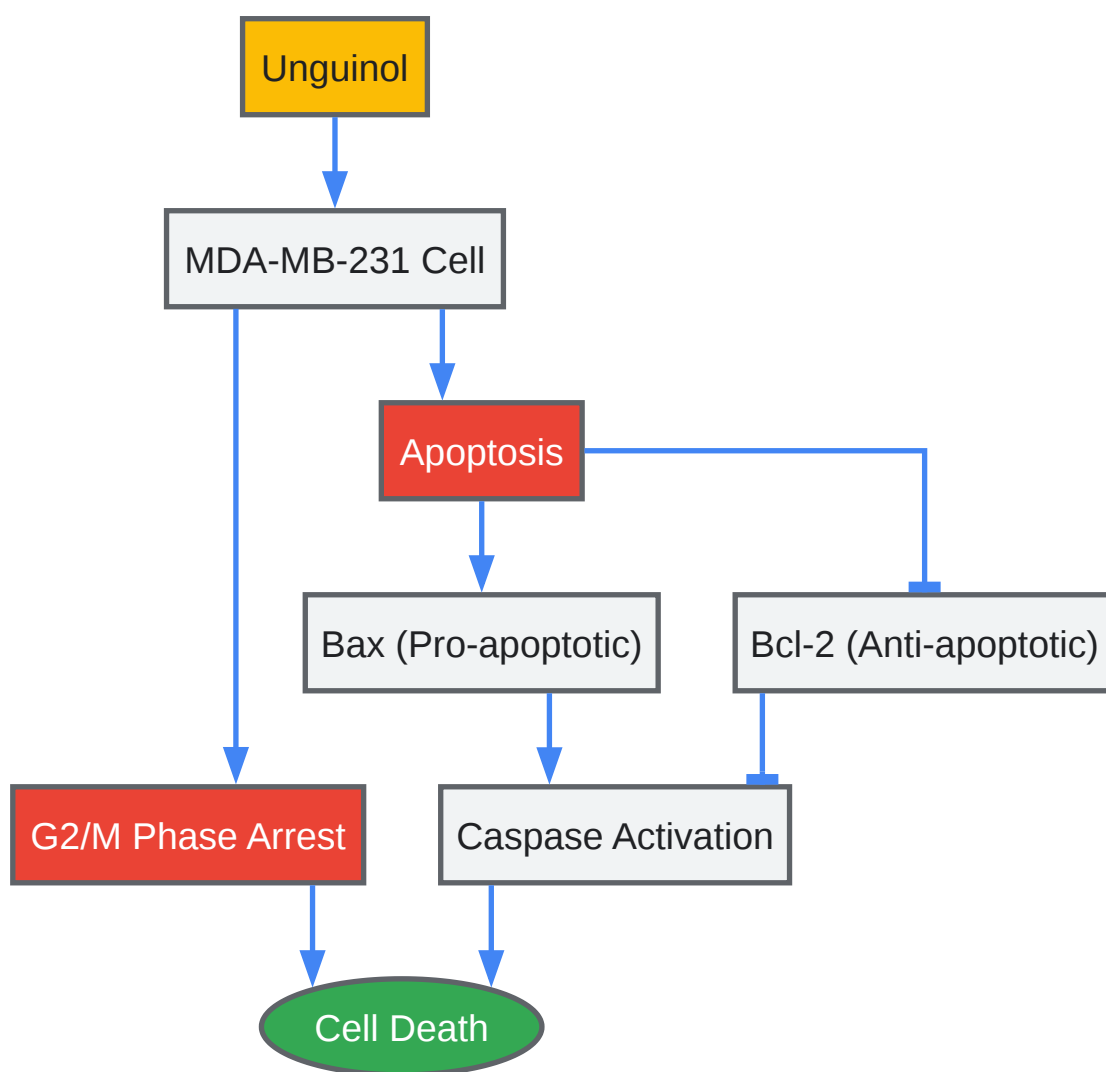 Unguinol
MDA-MB-231 Cell
Apoptosis
Bax (Pro-apoptotic)
Bcl-2 (Anti-apoptotic)
G2/M Phase Arrest
Caspase Activation
Cell Death